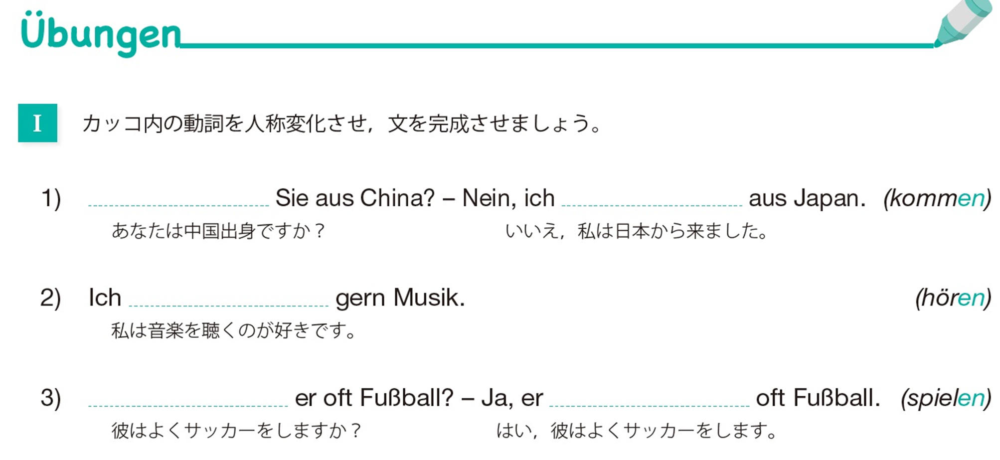 Übungen
I カッコ内の動詞を人称変化させ，文を完成させましょう。
1) Sie aus China? – Nein, ich aus Japan. (kommen)
あなたは中国出身ですか？ いいえ，私は日本から来ました。
2) Ich gern Musik. (hören)
私は音楽を聴くのが好きです。
3) er oft Fußball? – Ja, er oft Fußball. (spielen)
彼はよくサッカーをしますか？ はい，彼はよくサッカーをします。